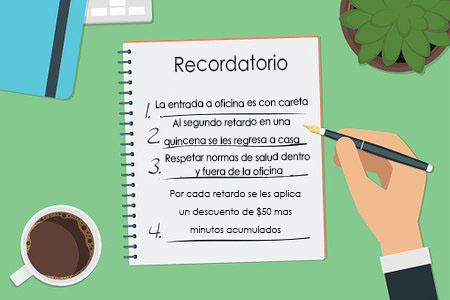 Recordatorio
1. La entrada a oficina es con careta
Al segundo retardo en una
2. quincena se les regresa a casa
3. Respetar normas de salud dentro
y fuera de la oficina
Por cada retardo se les aplica
un descuento de $50 mas
4. minutos acumulados